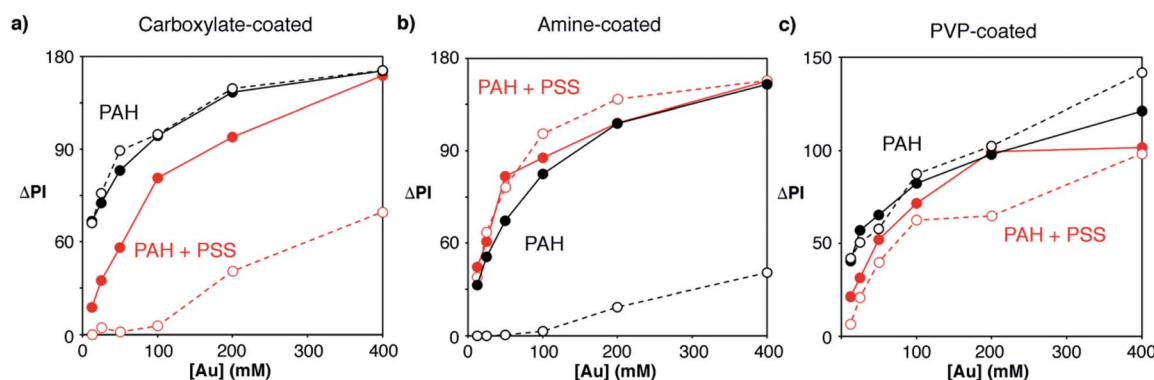 a)
Carboxylate-coated
180
90
60
0
ΔPI
PAH
PAH + PSS
0
100
200
300
400
[Au] (mM)
b)
Amine-coated
180
90
60
0
ΔPI
PAH + PSS
PAH
0
100
200
300
400
[Au] (mM)
c)
PVP-coated
150
100
50
0
ΔPI
PAH
PAH + PSS
100
200
300
400
[Au] (mM)